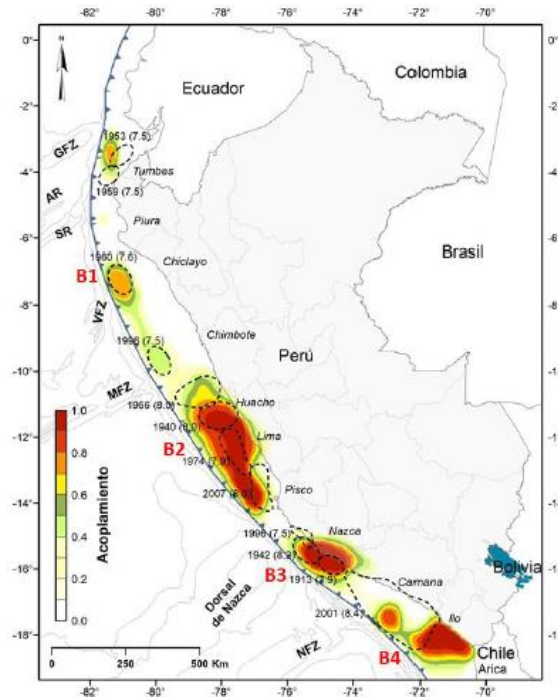 -82° -80° -78° -76° -74° -72° -70°
0°
-2°
-4°
-6°
-8°
-10°
-12°
-14°
-16°
-18°
Colombia
Ecuador
1953 (7.5)
GFZ
Tumbes
1959 (7.5)
AR
Piura
SR
Brasil
1960 (7.6)
Chiclayo
B1
VFZ
Chimbote
Perú
1996 (7.5)
MFZ
1966 (8.0)
Huacho
1940 (8.0)
Lima
B2
1974 (7.9)
2007 (8.0)
Pisco
1.0
0.8
0.6
0.4
0.2
0.0
Acoplamiento
1996 (7.5)
Nazca
1942 (8.2)
B3
Bolivia
Camana
Dorsal
de Nazca
2001 (8.4)
Ilo
NFZ
B4
Chile
Arica
0 250 500
Km
-82° -80° -78° -76° -74° -72° -70°